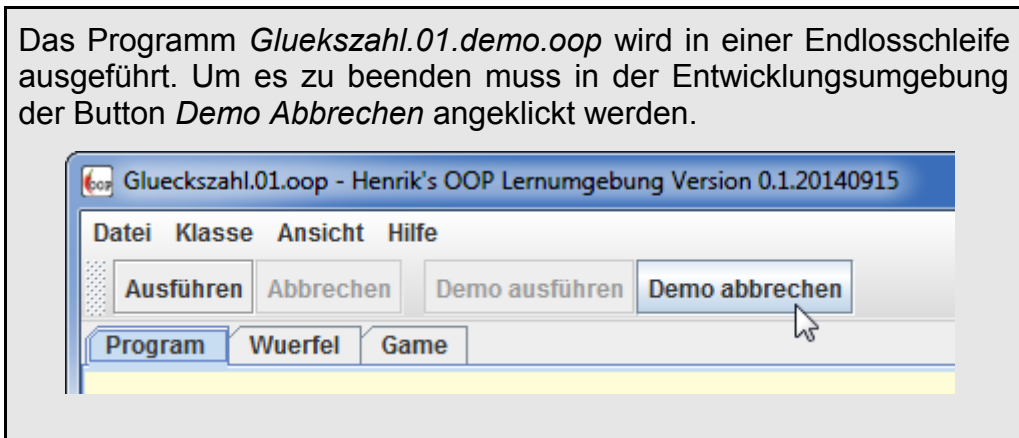 Das Programm Gluekszahl.01.demo.oop wird in einer Endlosschleife
ausgeführt. Um es zu beenden muss in der Entwicklungsumgebung
der Button Demo Abbrechen angeklickt werden.
OOP Glueckszahl.01.oop - Henrik's OOP Lernumgebung Version 0.1.20140915
Datei Klasse Ansicht Hilfe
Ausführen Abbrechen Demo ausführen Demo abbrechen
Program Wuerfel Game